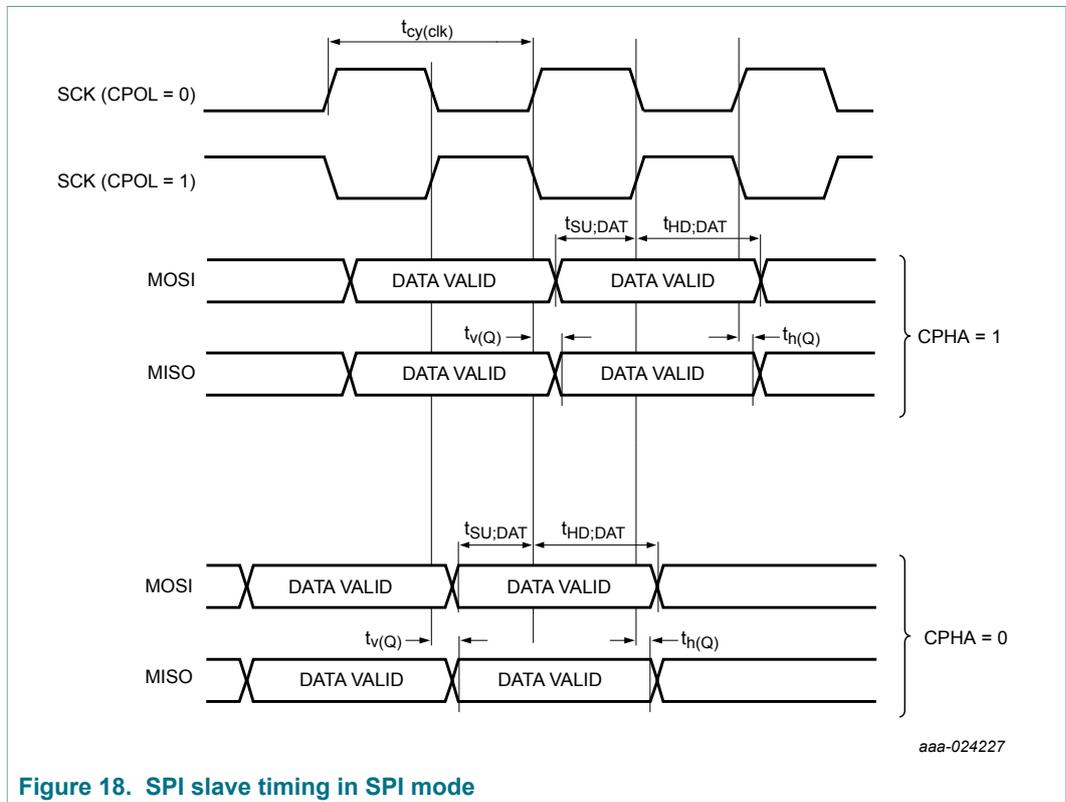 tcy(clk)
SCK (CPOL = 0)
SCK (CPOL = 1)
tSU;DAT tHD;DAT
MOSI DATA VALID DATA VALID
tv(Q) th(Q)
CPHA = 1
MISO DATA VALID DATA VALID
tSU;DAT tHD;DAT
MOSI DATA VALID DATA VALID
tv(Q) th(Q)
CPHA = 0
MISO DATA VALID DATA VALID
aaa-024227
Figure 18. SPI slave timing in SPI mode